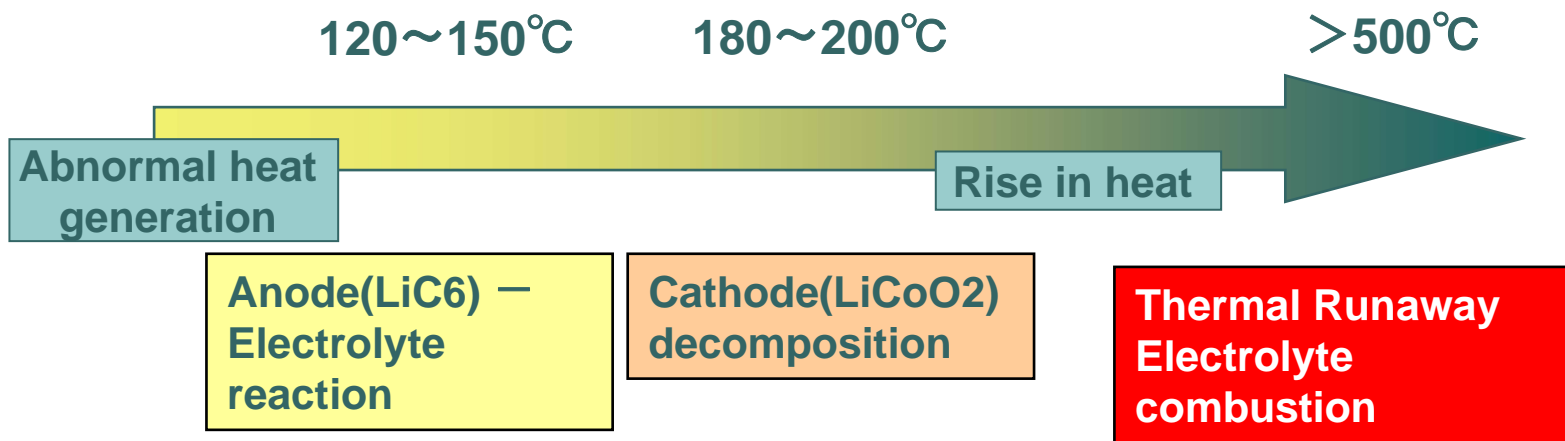 120～150℃
180～200℃
＞500℃
Abnormal heat
generation
Rise in heat
Anode(LiC6) －
Electrolyte
reaction
Cathode(LiCoO2)
decomposition
Thermal Runaway
Electrolyte
combustion